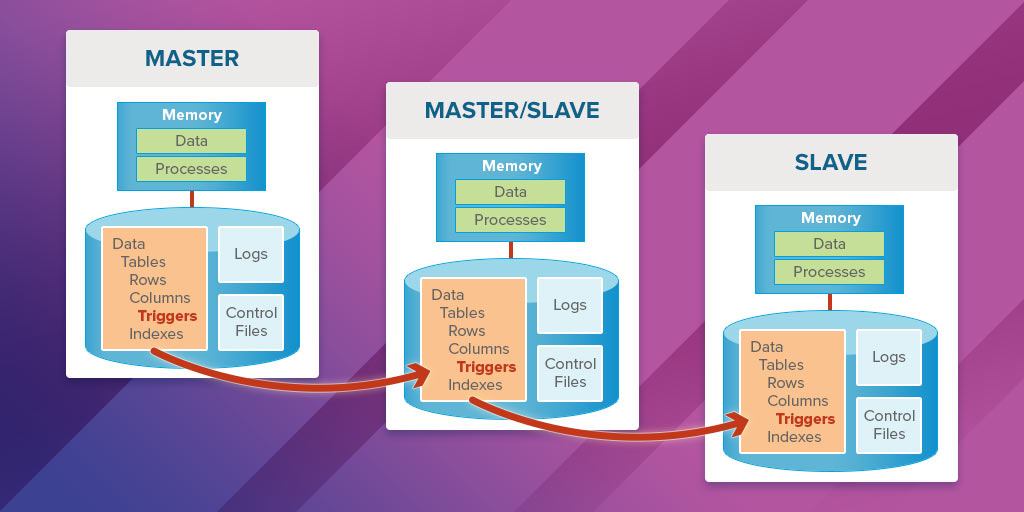 MASTER
Memory
Data
Processes
Data
Tables
Rows
Columns
Triggers
Indexes
Logs
Control
Files
MASTER/SLAVE
Memory
Data
Processes
Data
Tables
Rows
Columns
Triggers
Indexes
Logs
Control
Files
SLAVE
Memory
Data
Processes
Data
Tables
Rows
Columns
Triggers
Indexes
Logs
Control
Files